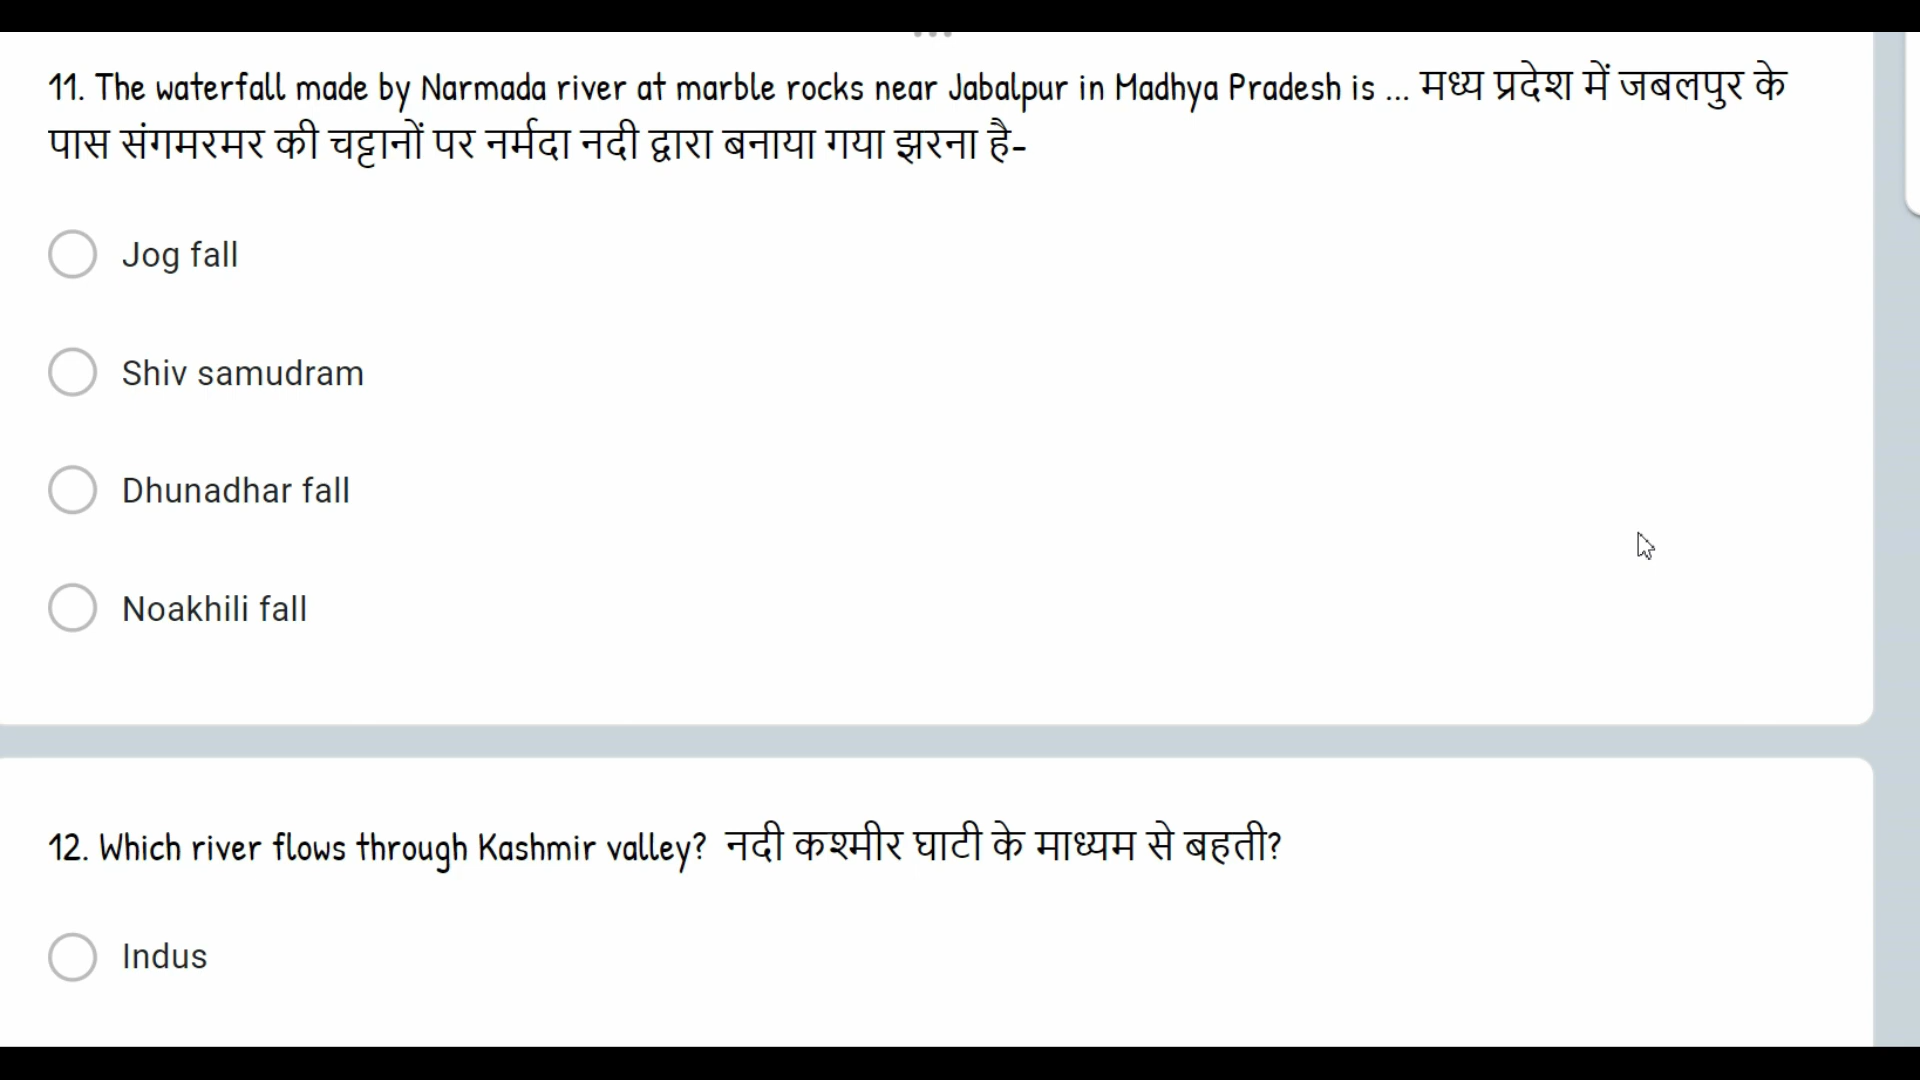 11. The waterfall made by Narmada river at marble rocks near Jabalpur in Madhya Pradesh is ... मध्य प्रदेश में जबलपुर के
पास संगमरमर की चट्टानों पर नर्मदा नदी द्वारा बनाया गया झरना है-
Jog fall
Shiv samudram
Dhunadhar fall
Noakhili fall
12. Which river flows through Kashmir valley? नदी कश्मीर घाटी के माध्यम से बहती?
Indus